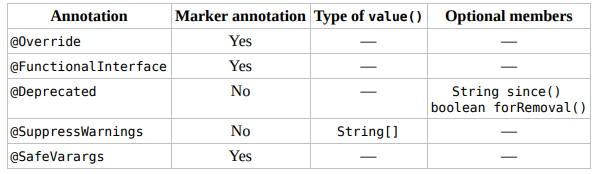 Annotation Marker annotation Type of value() Optional members
@Override Yes — —
@FunctionalInterface Yes — —
@Deprecated No — String since()
boolean forRemoval()
@SuppressWarnings No String[] —
@SafeVarargs Yes — —